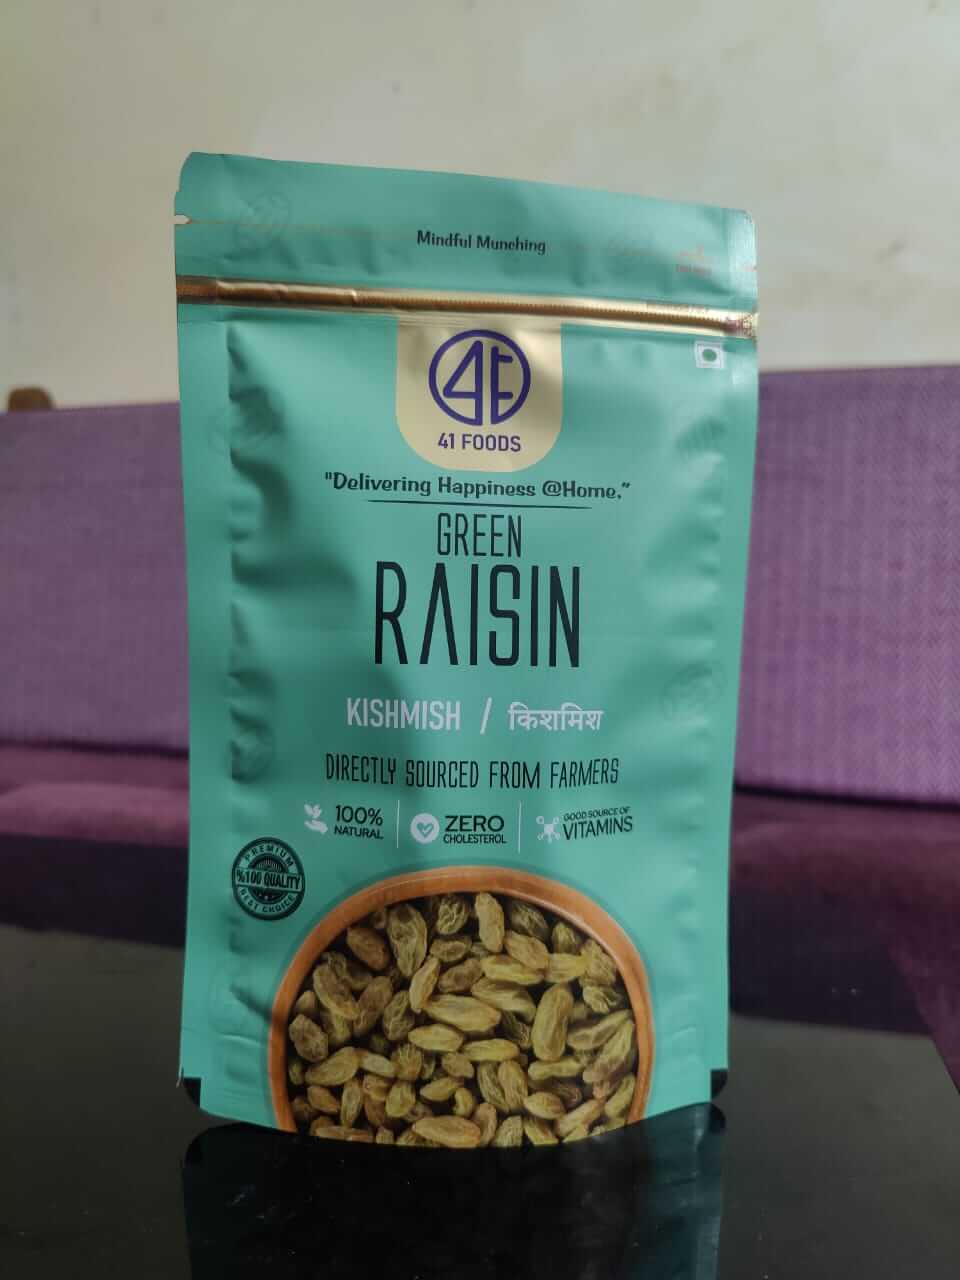 Mindful Munching
41 FOODS
"Delivering Happiness @Home."
GREEN
RAISIN
KISHMISH / किशमिश
DIRECTLY SOURCED FROM FARMERS
100%
NATURAL
ZERO
CHOLESTEROL
GOOD SOURCE OF
VITAMINS
PREMIUM
%100 QUALITY
BEST CHOICE